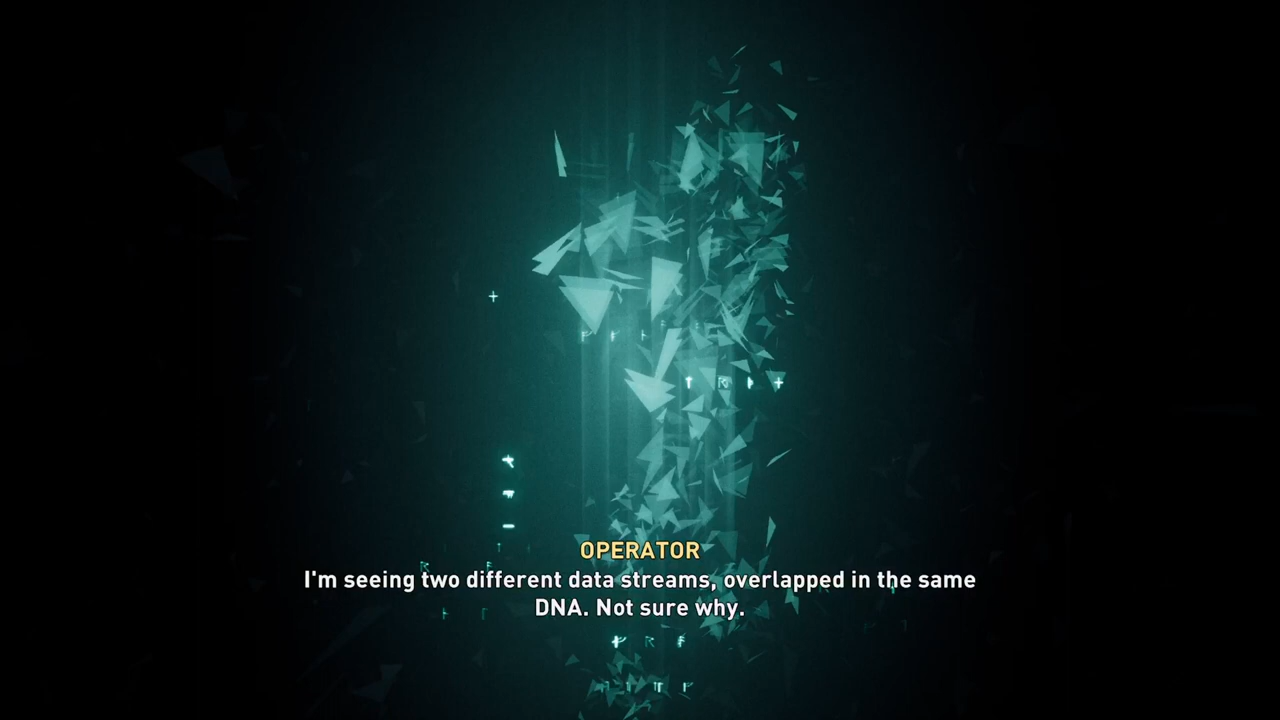 OPERATOR
I'm seeing two different data streams, overlapped in the same
DNA. Not sure why.